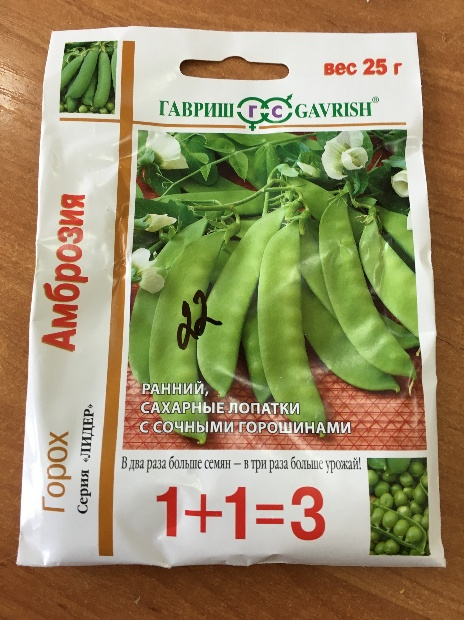 вес 25 г
ГАВРИШ ГС GAVRISH®
Горох Амброзия
Серия «ЛИДЕР»
22
РАННИЙ,
САХАРНЫЕ ЛОПАТКИ
С СОЧНЫМИ ГОРОШИНАМИ
В два раза больше семян – в три раза больше урожай!
1+1=3